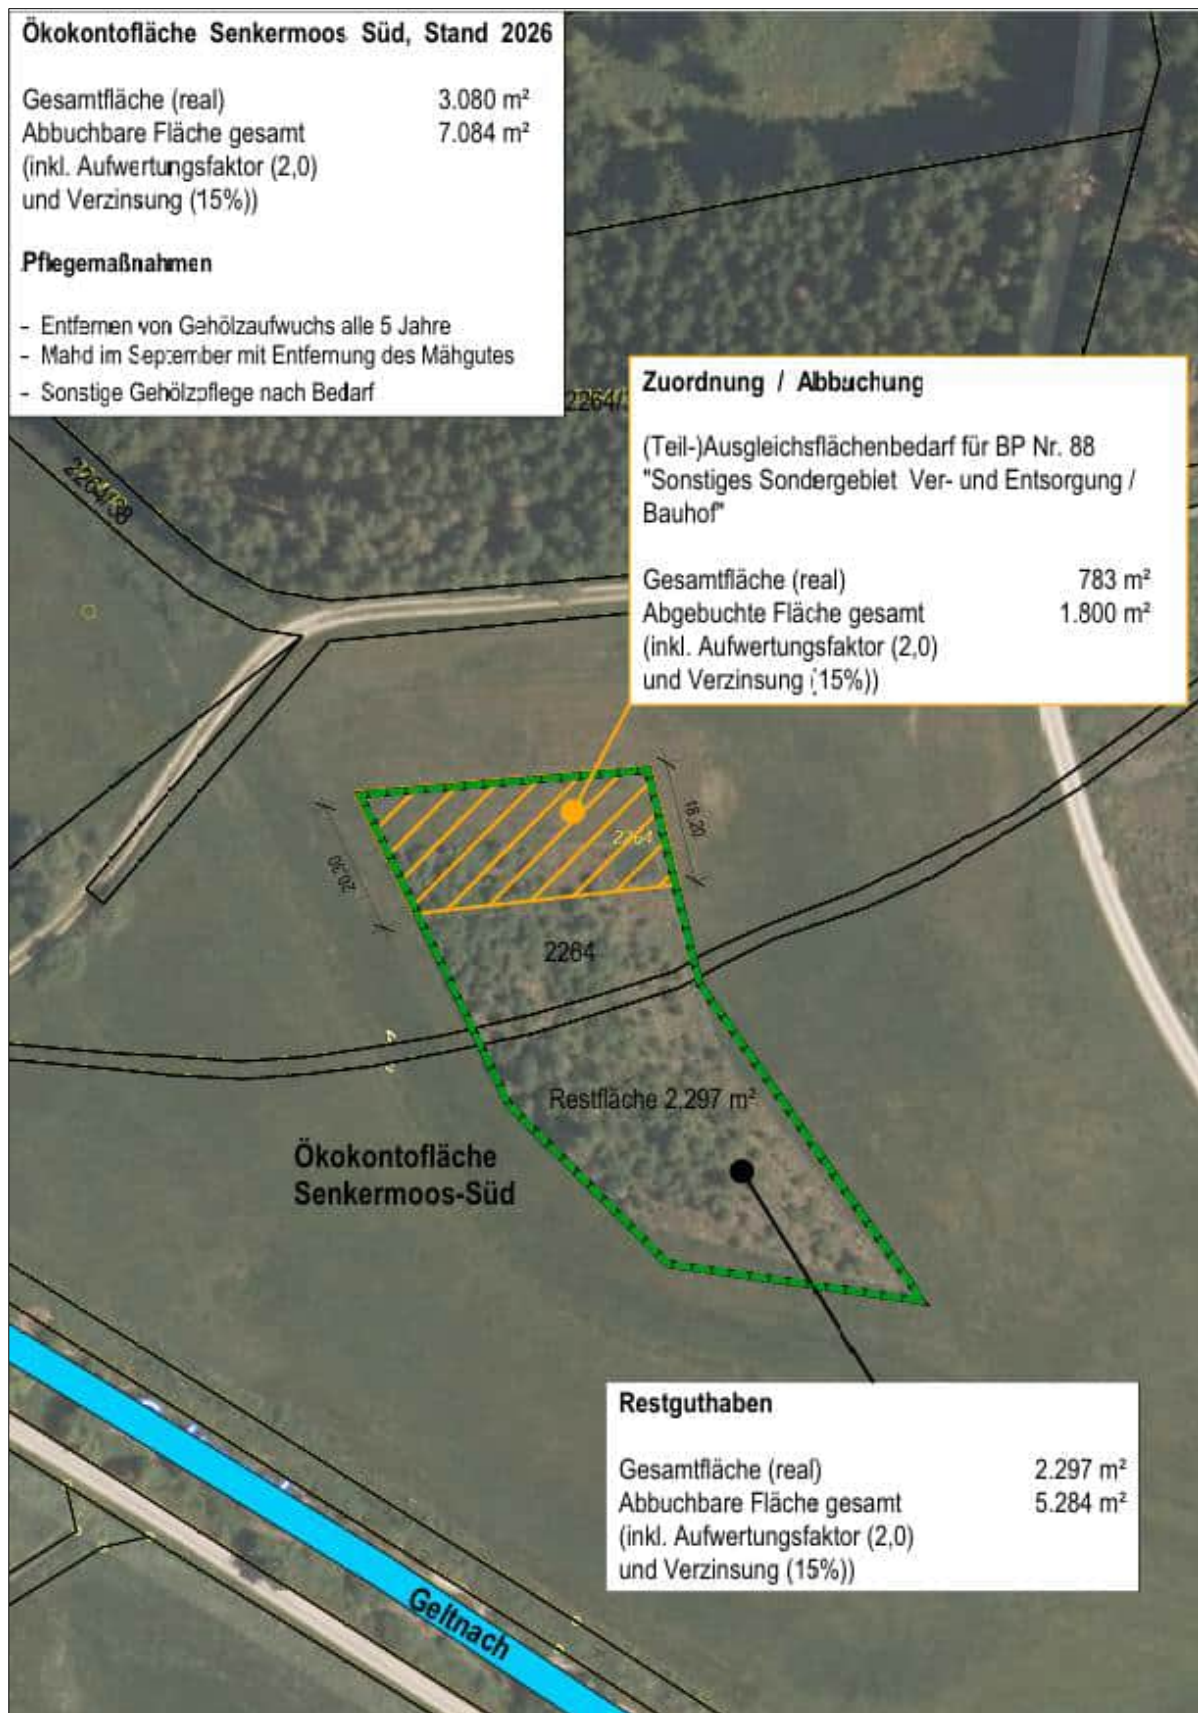 Ökokontofläche Senkermoos Süd, Stand 2026
Gesamtfläche (real) 3.080 m²
Abbuchbare Fläche gesamt 7.084 m²
(inkl. Aufwertungsfaktor (2,0)
und Verzinsung (15%))
Pflegemaßnahmen
- Entfernen von Gehölzaufwuchs alle 5 Jahre
- Mahd im September mit Entfernung des Mähgutes
- Sonstige Gehölzpflege nach Bedarf
2264/
2264/38
Zuordnung / Abbuchung
(Teil-)Ausgleichsflächenbedarf für BP Nr. 88
"Sonstiges Sondergebiet Ver- und Entsorgung /
Bauhof"
Gesamtfläche (real) 783 m²
Abgebuchte Fläche gesamt 1.800 m²
(inkl. Aufwertungsfaktor (2,0)
und Verzinsung (15%))
18,20
2264
20,30
2264
Restfläche 2.297 m²
Ökokontofläche
Senkermoos-Süd
Restguthaben
Gesamtfläche (real) 2.297 m²
Abbuchbare Fläche gesamt 5.284 m²
(inkl. Aufwertungsfaktor (2,0)
und Verzinsung (15%))
Geltnach